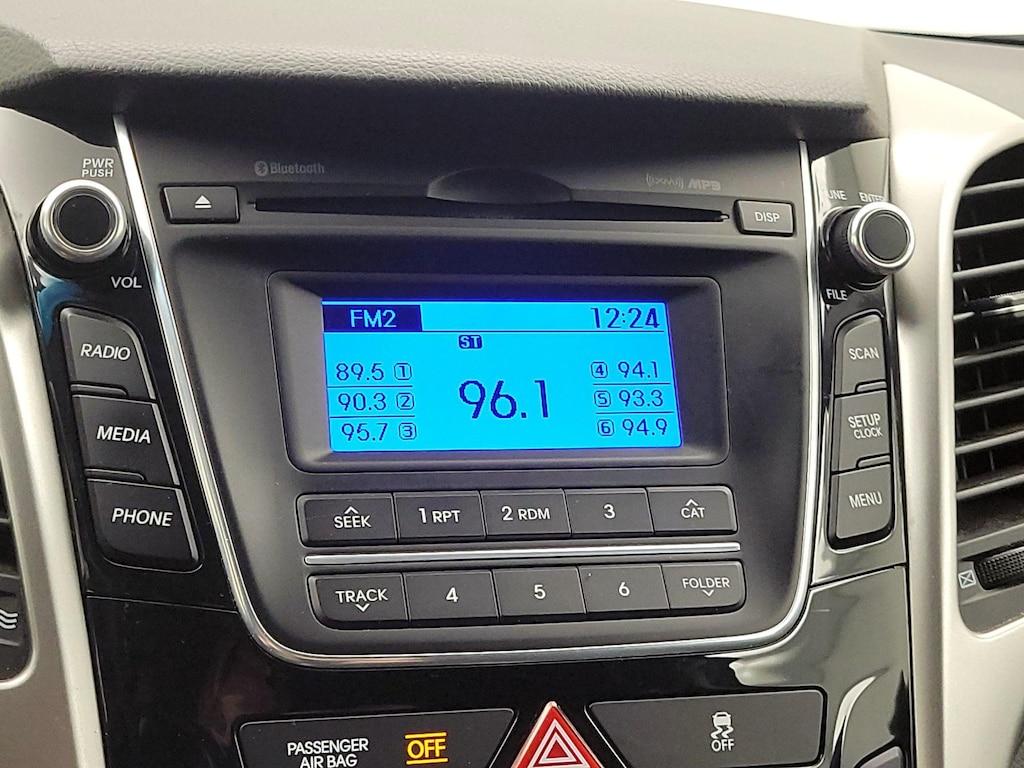 PWR
PUSH
VOL
Bluetooth
XM MP3
DISP
TUNE ENTER
FILE
RADIO
MEDIA
PHONE
FM2 12:24
ST
89.5 1
90.3 2
95.7 3
96.1
4 94.1
5 93.3
6 94.9
SCAN
SETUP
CLOCK
MENU
SEEK 1 RPT 2 RDM 3 CAT
TRACK 4 5 6 FOLDER
PASSENGER
AIR BAG
OFF
OFF